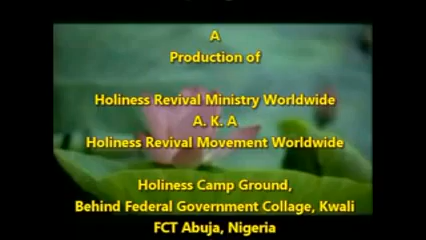 A
Production of
Holiness Revival Ministry Worldwide
A. K. A
Holiness Revival Movement Worldwide
Holiness Camp Ground,
Behind Federal Government Collage, Kwali
FCT Abuja, Nigeria